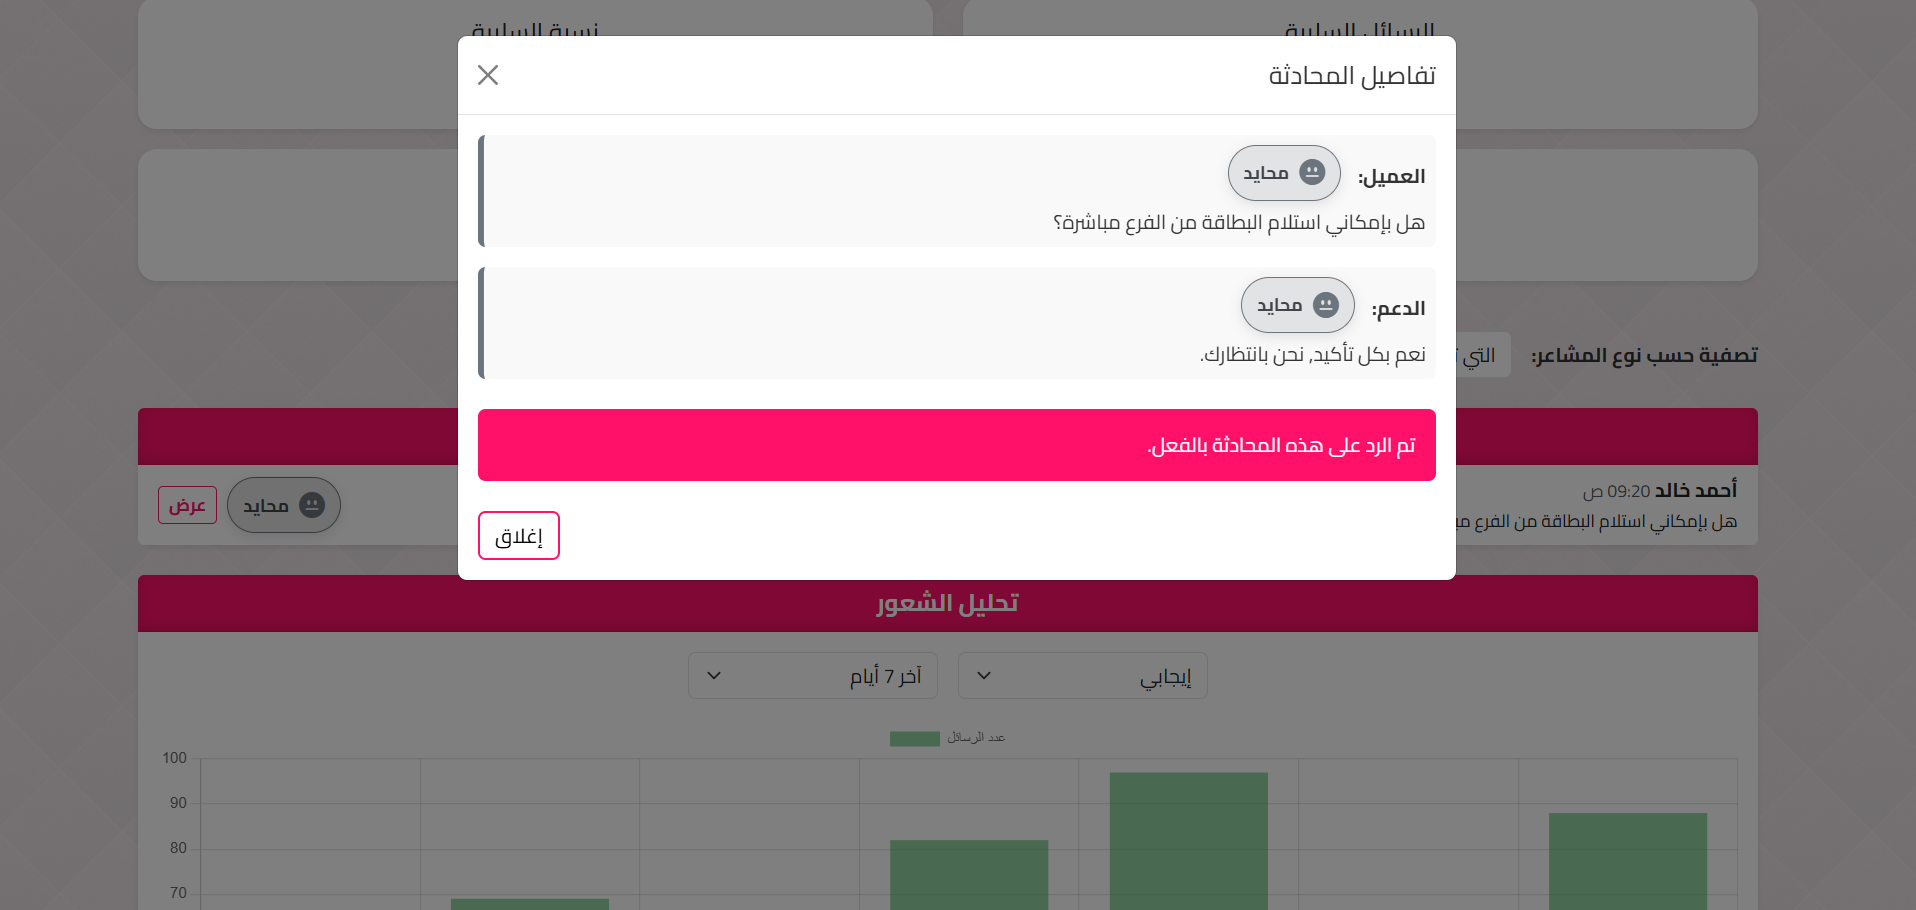 الرسائل السلبية
نسبة السلبية
تفاصيل المحادثة
العميل: محايد
هل بإمكاني استلام البطاقة من الفرع مباشرة؟
الدعم: محايد
نعم بكل تأكيد, نحن بانتظارك.
تم الرد على هذه المحادثة بالفعل.
إغلاق
تصفية حسب نوع المشاعر: التي
أحمد خالد 09:20 ص
هل بإمكاني استلام البطاقة من الفرع
محايد
عرض
تحليل الشعور
إيجابي
آخر 7 أيام
عدد الرسائل
100
90
80
70